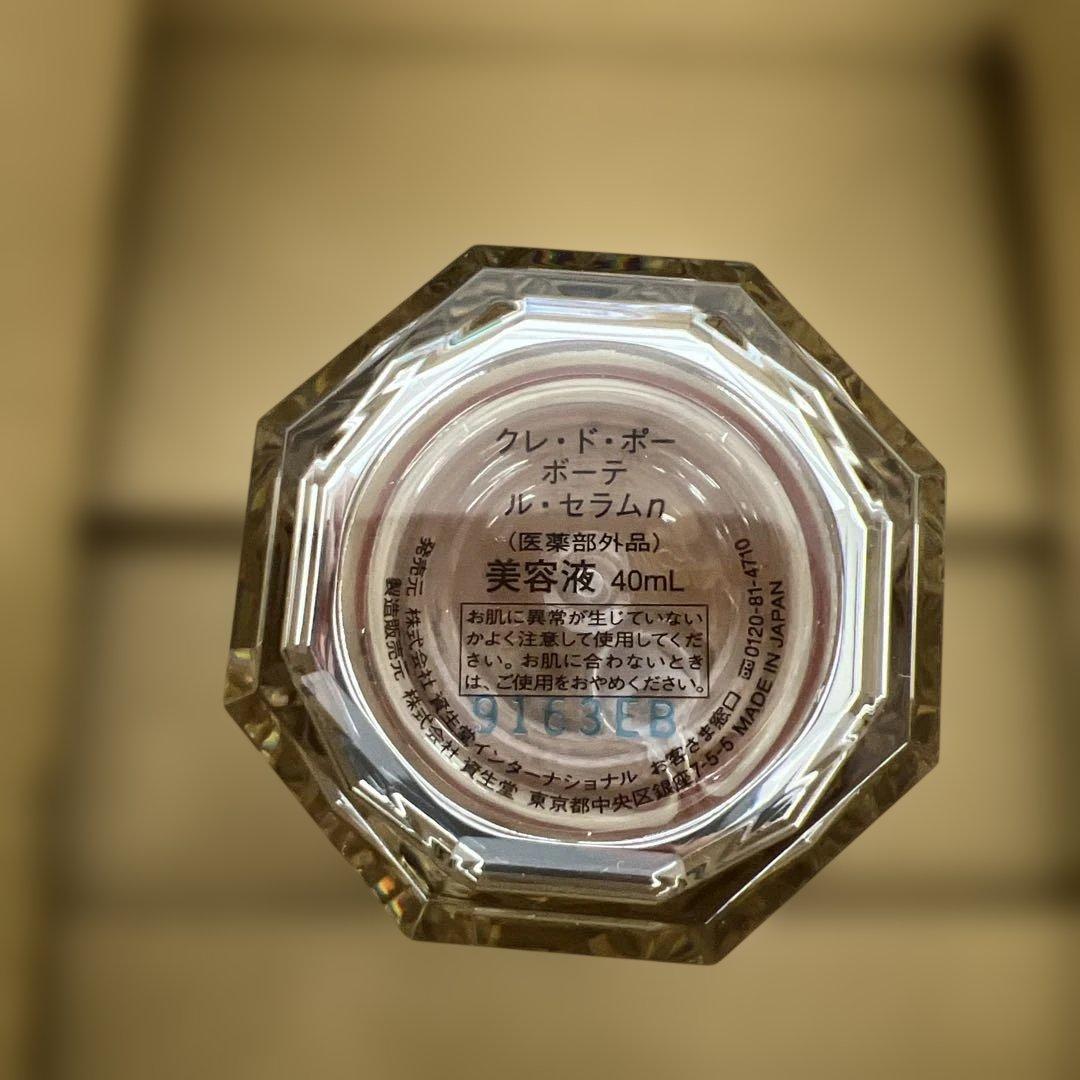 クレ・ド・ポー
ボーテ
ル・セラムn
（医薬部外品）
美容液 40mL
お肌に異常が生じていない
かよく注意して使用してくだ
さい。お肌に合わないとき
は、ご使用をおやめください。
9163EB
発売元 株式会社 資生堂インターナショナル お客さま窓口 0120-81-4710
製造販売元 株式会社 資生堂 東京都中央区銀座7-5-5 MADE IN JAPAN